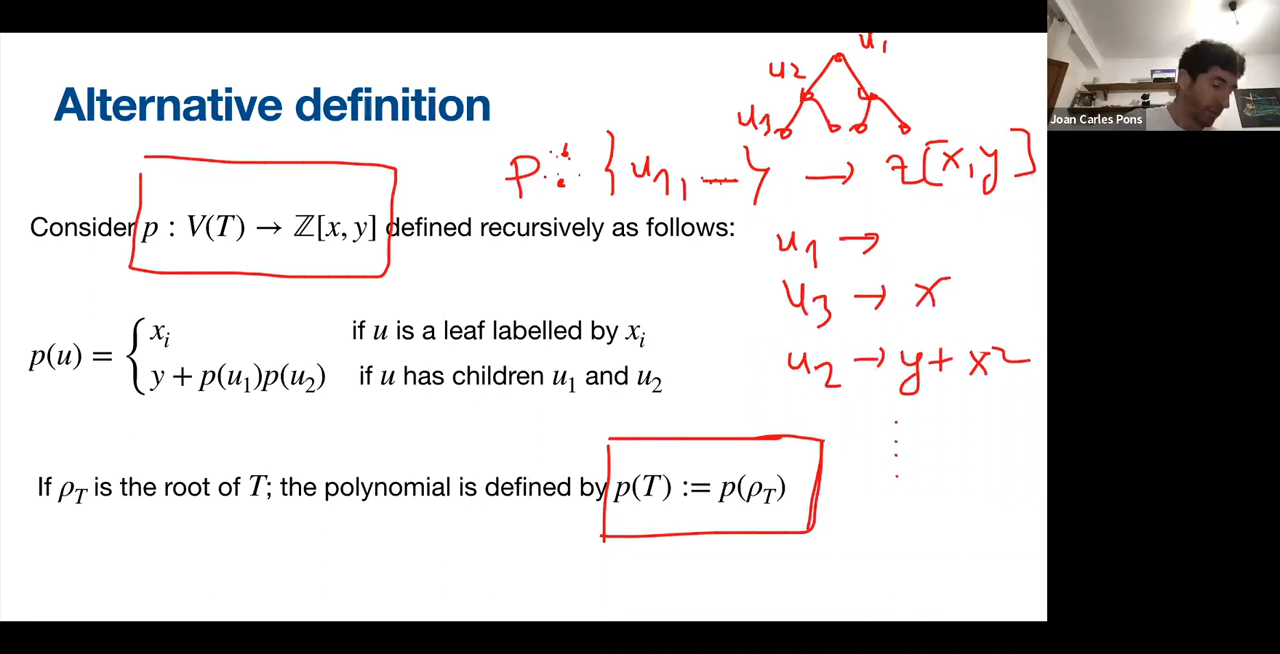 Alternative definition
u1
u2
u3
p : { u1, — } → Z[x,y]
Consider p : V(T) → ℤ[x, y] defined recursively as follows:
u1 →
u3 → x
u2 → y + x²
p(u) = { xᵢ if u is a leaf labelled by xᵢ
y + p(u₁)p(u₂) if u has children u₁ and u₂
If ρ_T is the root of T; the polynomial is defined by p(T) := p(ρ_T)
Joan Carles Pons